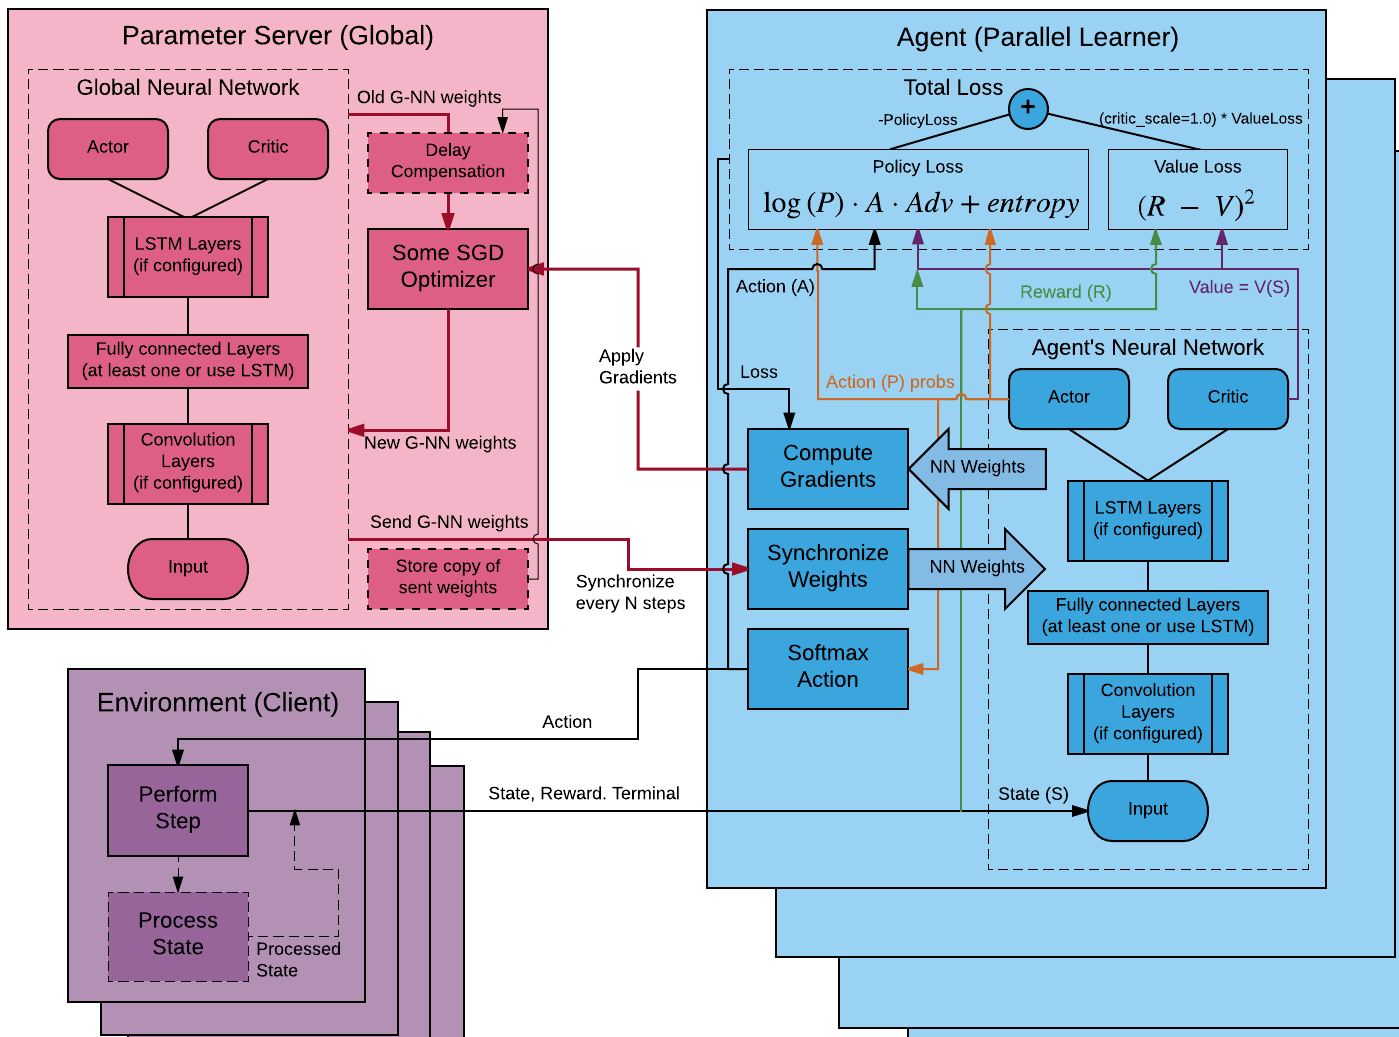 Parameter Server (Global)
Global Neural Network
Actor
Critic
LSTM Layers
(if configured)
Fully connected Layers
(at least one or use LSTM)
Convolution
Layers
(if configured)
Input
Old G-NN weights
Delay
Compensation
Some SGD
Optimizer
New G-NN weights
Send G-NN weights
Store copy of
sent weights
Apply
Gradients
Synchronize
every N steps
Agent (Parallel Learner)
Total Loss
+
-PolicyLoss
(critic_scale=1.0) * ValueLoss
Policy Loss
log (P) · A · Adv + entropy
Value Loss
(R − V)²
Action (A)
Reward (R)
Value = V(S)
Loss
Action (P) probs
Agent's Neural Network
Actor
Critic
Compute
Gradients
NN Weights
LSTM Layers
(if configured)
Synchronize
Weights
NN Weights
Fully connected Layers
(at least one or use LSTM)
Softmax
Action
Convolution
Layers
(if configured)
State (S)
Input
Environment (Client)
Action
Perform
Step
State, Reward. Terminal
Process
State
Processed
State